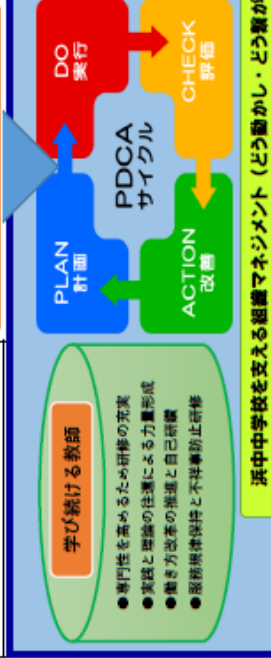 学び続ける教師
●専門性を高めるため研修の充実
●実践と理論の往還による力量形成
●働き方改革の推進と自己研鑽
●服務規律保持と不祥事防止研修
PLAN
計画
DO
実行
PDCA
サイクル
ACTION
改善
CHECK
評価
浜中中学校を支える組織マネジメント（どう動かし・どう繋が